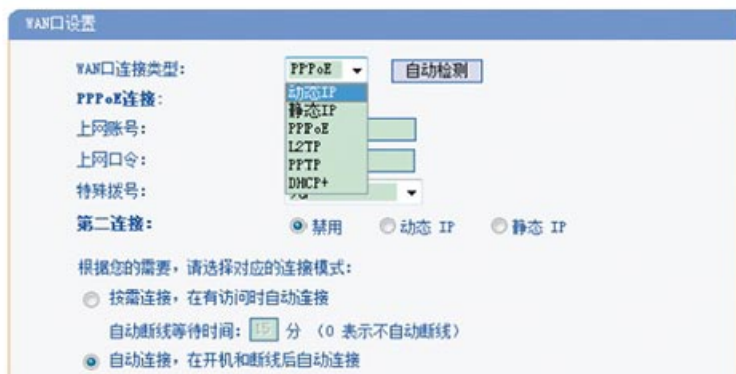 WAN口设置
WAN口连接类型: PPPoE 自动检测
动态IP
PPPoE连接:
静态IP
上网账号: PPPoE
L2TP
上网口令: PPTP
DHCP+
特殊拨号:
第二连接: 禁用 动态 IP 静态 IP
根据您的需要，请选择对应的连接模式:
按需连接，在有访问时自动连接
自动断线等待时间: 15 分 （0 表示不自动断线）
自动连接，在开机和断线后自动连接